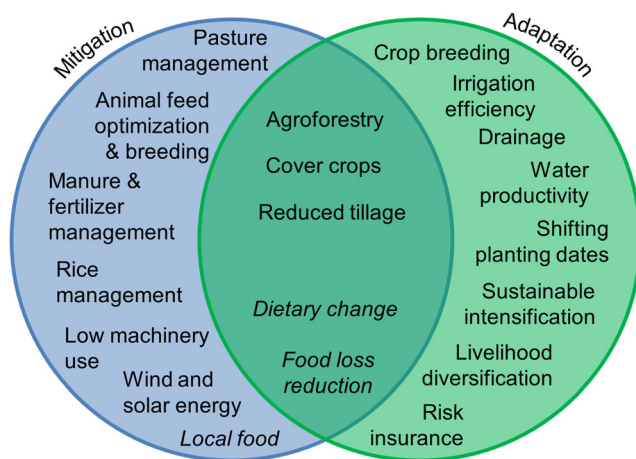 Mitigation
Pasture
management
Animal feed
optimization
& breeding
Manure &
fertilizer
management
Rice
management
Low machinery
use
Wind and
solar energy
Local food
Agroforestry
Cover crops
Reduced tillage
Dietary change
Food loss
reduction
Adaptation
Crop breeding
Irrigation
efficiency
Drainage
Water
productivity
Shifting
planting dates
Sustainable
intensification
Livelihood
diversification
Risk
insurance